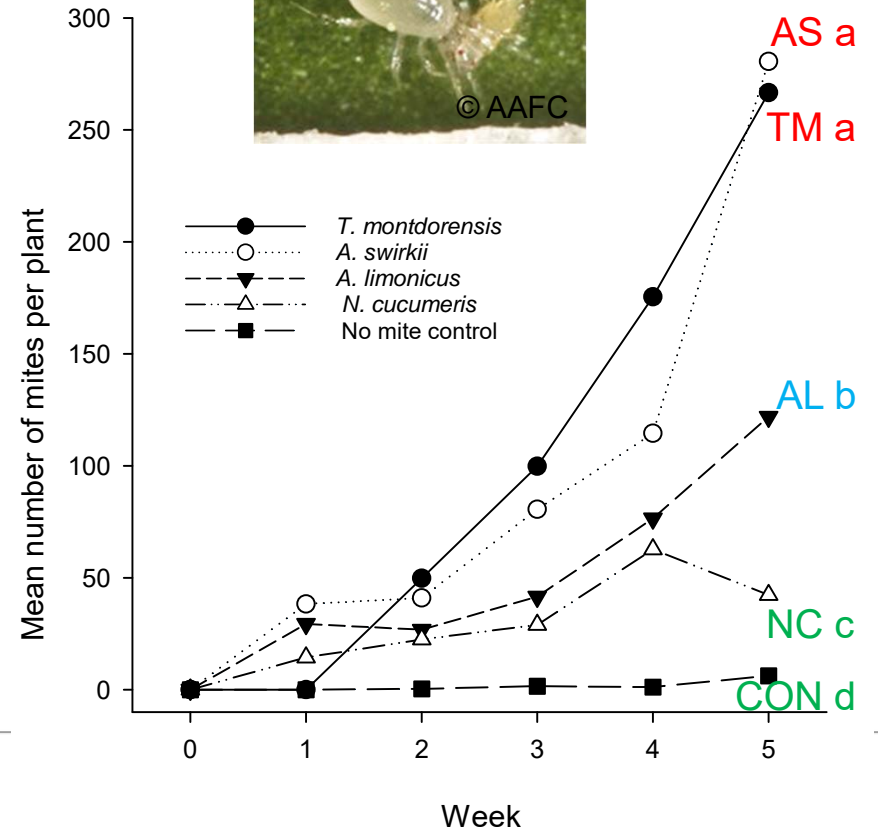 300
AS a
© AAFC
250
TM a
200
T. montdorensis
A. swirkii
A. limonicus
N. cucumeris
No mite control
150
AL b
100
50
NC c
0
CON d
0 1 2 3 4 5
Week
Mean number of mites per plant